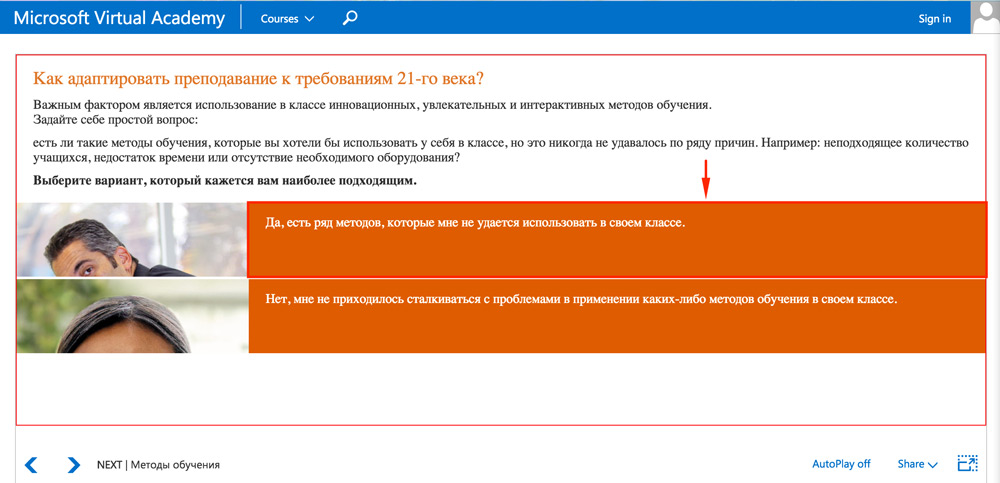 Microsoft Virtual Academy Courses Sign in
Как адаптировать преподавание к требованиям 21-го века?
Важным фактором является использование в классе инновационных, увлекательных и интерактивных методов обучения.
Задайте себе простой вопрос:
есть ли такие методы обучения, которые вы хотели бы использовать у себя в классе, но это никогда не удавалось по ряду причин. Например: неподходящее количество
учащихся, недостаток времени или отсутствие необходимого оборудования?
Выберите вариант, который кажется вам наиболее подходящим.
Да, есть ряд методов, которые мне не удается использовать в своем классе.
Нет, мне не приходилось сталкиваться с проблемами в применении каких-либо методов обучения в своем классе.
NEXT | Методы обучения AutoPlay off Share